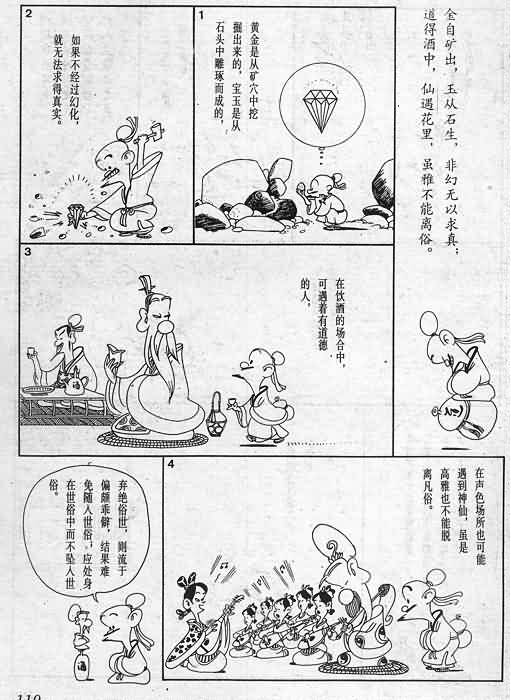 金自矿出，玉从石生，非幻无以求真；
道得酒中，仙遇花里，虽雅不能离俗。
1
黄金是从矿穴中挖
掘出来的，宝玉是从
石头中雕琢而成的，
2
如果不经过幻化，
就无法求得真实。
3
在饮酒的场合中，
可遇着有道德
的人，
酒
4
在声色场所也可能
遇到神仙，虽是
高雅也不能脱
离凡俗。
弃绝俗世，则流于
偏颇乖僻，结果难
免随人世俗；应处身
在世俗中而不坠人世
俗。
酒
110